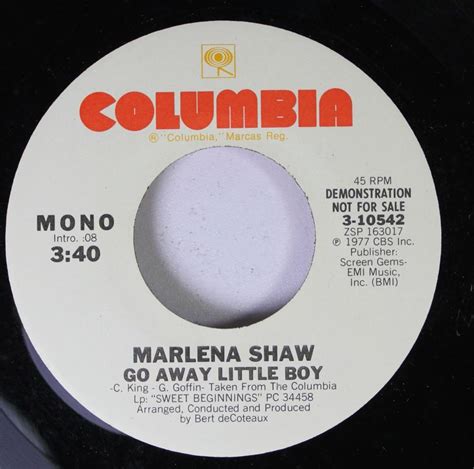 COLUMBIA
® "Columbia," Marcas Reg.
MONO
Intro. :08
3:40
45 RPM
DEMONSTRATION
NOT FOR SALE
3-10542
ZSP 163017
℗ 1977 CBS Inc.
Publisher:
Screen Gems-
EMI Music,
Inc. (BMI)
MARLENA SHAW
GO AWAY LITTLE BOY
-C. King - G. Goffin- Taken From The Columbia
Lp: "SWEET BEGINNINGS" PC 34458
Arranged, Conducted and Produced
by Bert deCoteaux